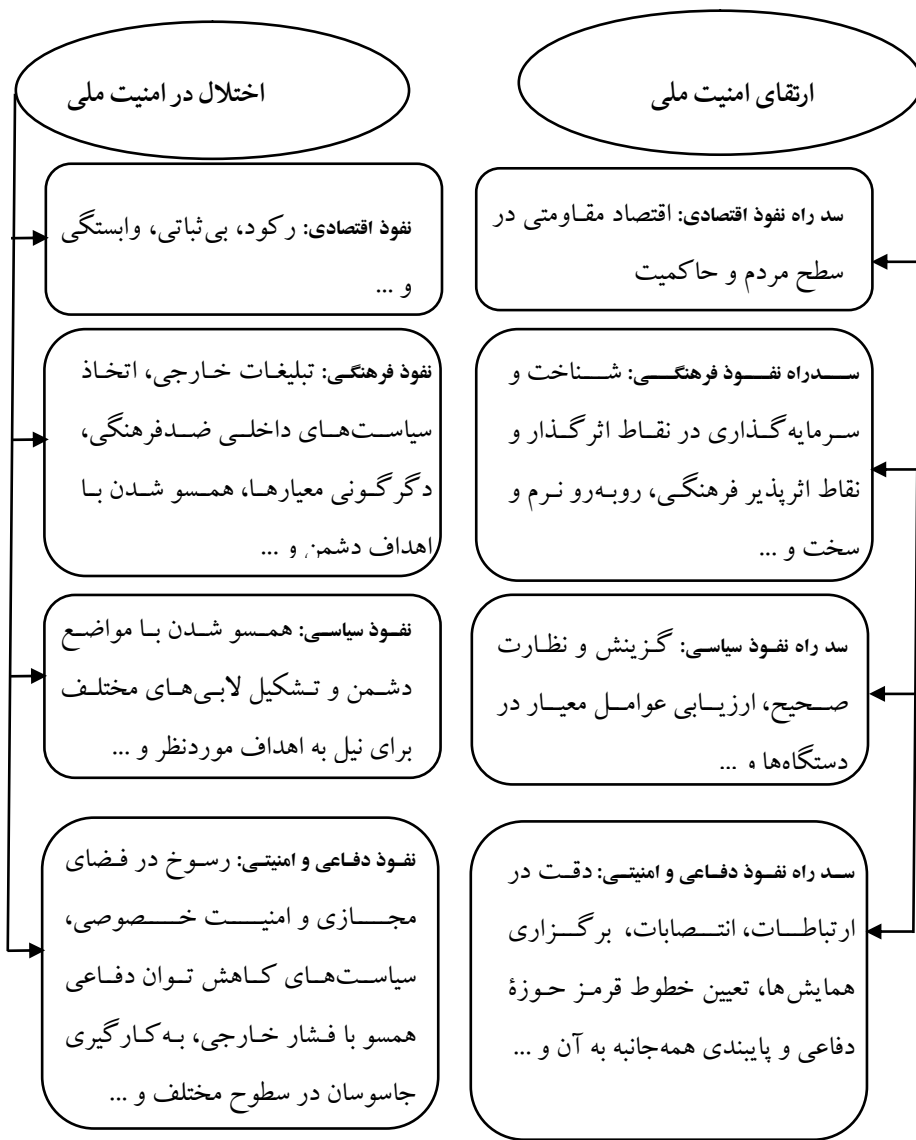 ارتقای امنیت ملی
سد راه نفوذ اقتصادی: اقتصاد مقاومتی در
سطح مردم و حاکمیت
سدراه نفوذ فرهنگی: شناخت و
سرمایه‌گذاری در نقاط اثرگذار و
نقاط اثرپذیر فرهنگی، روبه‌رو نرم و
سخت و ...
سد راه نفوذ سیاسی: گزینش و نظارت
صحیح، ارزیابی عوامل معیار در
دستگاه‌ها و ...
سد راه نفوذ دفاعی و امنیتی: دقت در
ارتباطات، انتصابات، برگزاری
همایش‌ها، تعیین خطوط قرمز حوزهٔ
دفاعی و پایبندی همه‌جانبه به آن و ...
اختلال در امنیت ملی
نفوذ اقتصادی: رکود، بی‌ثباتی، وابستگی
و ...
نفوذ فرهنگی: تبلیغات خارجی، اتخاذ
سیاست‌های داخلی ضدفرهنگی،
دگرگونی معیارها، همسو شدن با
اهداف دشمن و ...
نفوذ سیاسی: همسو شدن با مواضع
دشمن و تشکیل لابی‌های مختلف
برای نیل به اهداف موردنظر و ...
نفوذ دفاعی و امنیتی: رسوخ در فضای
مجازی و امنیت خصوصی،
سیاست‌های کاهش توان دفاعی
همسو با فشار خارجی، به‌کارگیری
جاسوسان در سطوح مختلف و ...